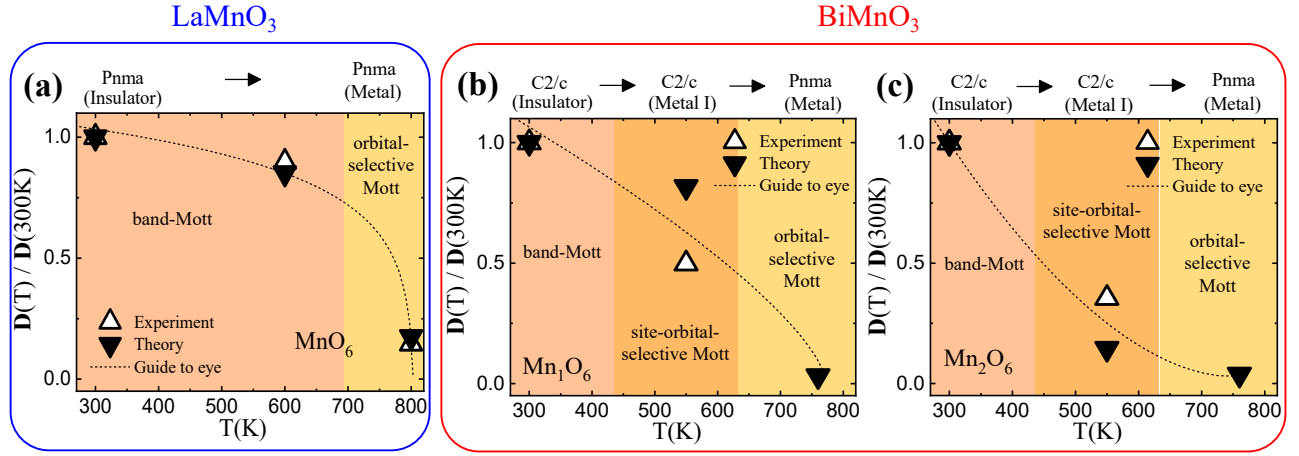 LaMnO3
BiMnO3
(a)
Pnma
(Insulator)
→
Pnma
(Metal)
D(T) / D(300K)
1.0
0.5
0.0
orbital-
selective
Mott
band-Mott
Experiment
Theory
Guide to eye
MnO6
300 400 500 600 700 800
T(K)
(b)
C2/c
(Insulator)
→
C2/c
(Metal I)
→
Pnma
(Metal)
D(T) / D(300K)
1.0
0.5
0.0
Experiment
Theory
Guide to eye
band-Mott
orbital-
selective
Mott
site-orbital-
selective Mott
Mn1O6
300 400 500 600 700 800
T(K)
(c)
C2/c
(Insulator)
→
C2/c
(Metal I)
→
Pnma
(Metal)
D(T) / D(300K)
1.0
0.5
0.0
Experiment
Theory
Guide to eye
site-orbital-
selective Mott
band-Mott
orbital-
selective
Mott
Mn2O6
300 400 500 600 700 800
T(K)